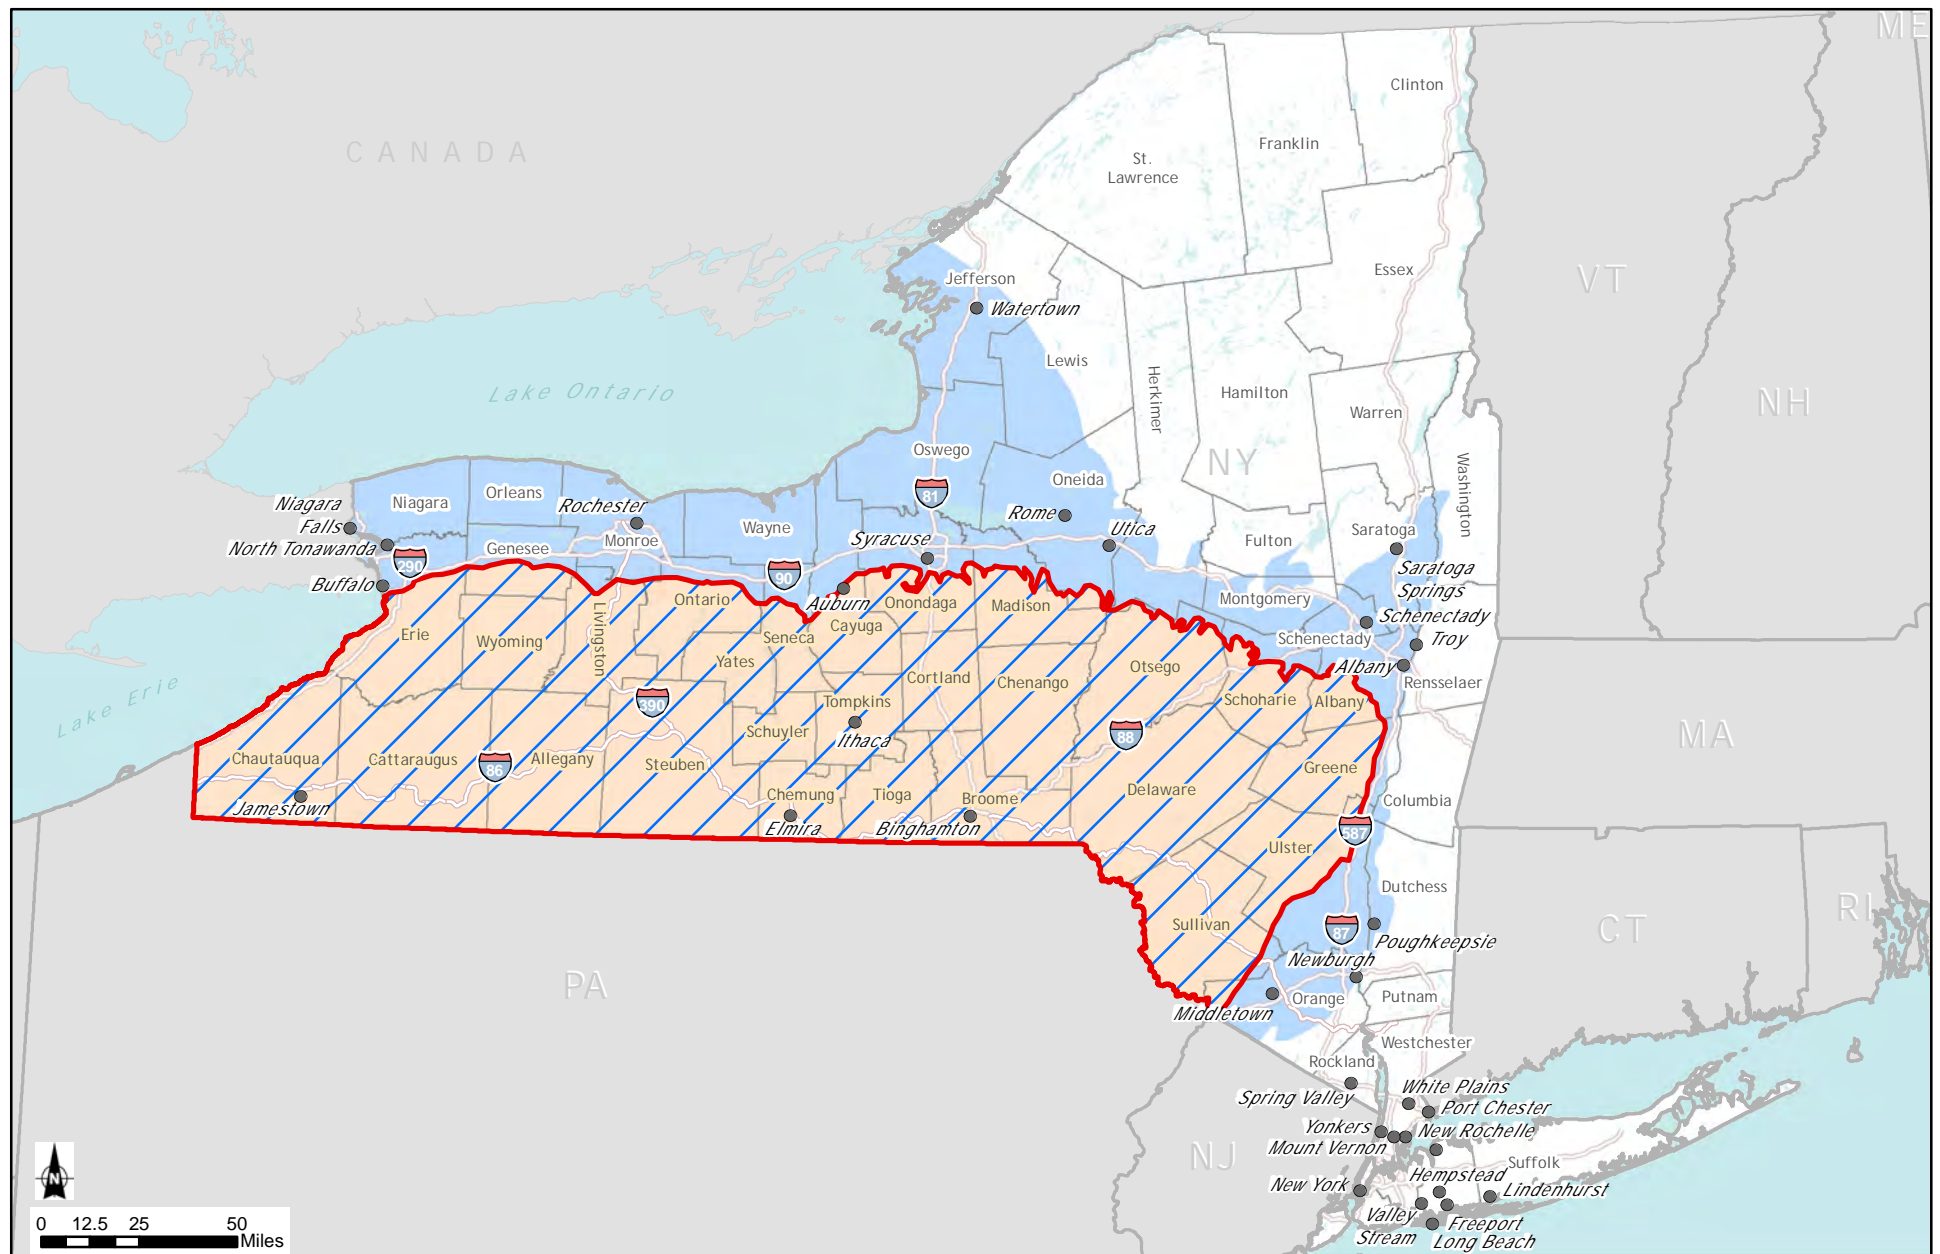 ME
CANADA
Clinton
Franklin
St.
Lawrence
Essex
VT
Jefferson
Watertown
Lewis
Herkimer
Hamilton
Warren
NH
Lake Ontario
NY
Washington
Oswego
81
Oneida
Niagara
Falls
Niagara
Orleans
Rochester
Wayne
Rome
Utica
Saratoga
North Tonawanda
290
Genesee
Monroe
Syracuse
Fulton
Saratoga
Springs
Buffalo
90
Auburn
Onondaga
Madison
Montgomery
Schenectady
Troy
Erie
Wyoming
Livingston
Ontario
Seneca
Cayuga
Schenectady
Yates
Otsego
Albany
Rensselaer
Lake Erie
390
Cortland
Chenango
Tompkins
Schoharie
Albany
Schuyler
Ithaca
88
MA
Chautauqua
Cattaraugus
86
Allegany
Steuben
Greene
Jamestown
Chemung
Tioga
Broome
Delaware
Columbia
Elmira
Binghamton
587
Ulster
Dutchess
RI
CT
Sullivan
87
Poughkeepsie
PA
Newburgh
Middletown
Orange
Putnam
Westchester
Rockland
Spring Valley
White Plains
Port Chester
Yonkers
New Rochelle
Mount Vernon
NJ
Suffolk
New York
Hempstead
Lindenhurst
Valley
Stream
Freeport
Long Beach
N
0 12.5 25 50
Miles